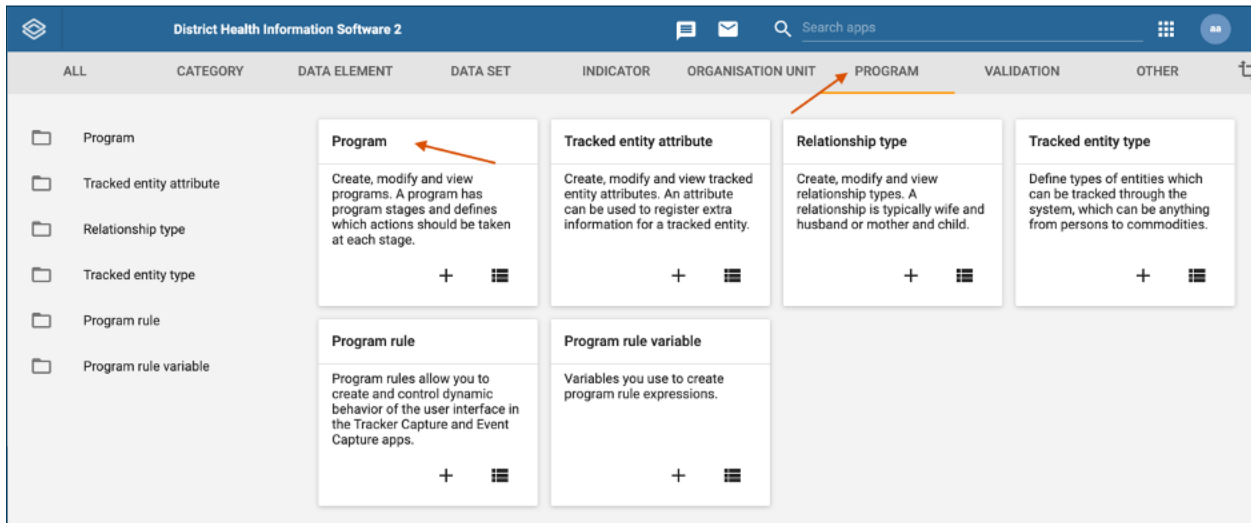 District Health Information Software 2
Search apps
aa
ALL
CATEGORY
DATA ELEMENT
DATA SET
INDICATOR
ORGANISATION UNIT
PROGRAM
VALIDATION
OTHER
Program
Tracked entity attribute
Relationship type
Tracked entity type
Program rule
Program rule variable
Program
Create, modify and view
programs. A program has
program stages and defines
which actions should be taken
at each stage.
Tracked entity attribute
Create, modify and view tracked
entity attributes. An attribute
can be used to register extra
information for a tracked entity.
Relationship type
Create, modify and view
relationship types. A
relationship is typically wife and
husband or mother and child.
Tracked entity type
Define types of entities which
can be tracked through the
system, which can be anything
from persons to commodities.
Program rule
Program rules allow you to
create and control dynamic
behavior of the user interface in
the Tracker Capture and Event
Capture apps.
Program rule variable
Variables you use to create
program rule expressions.